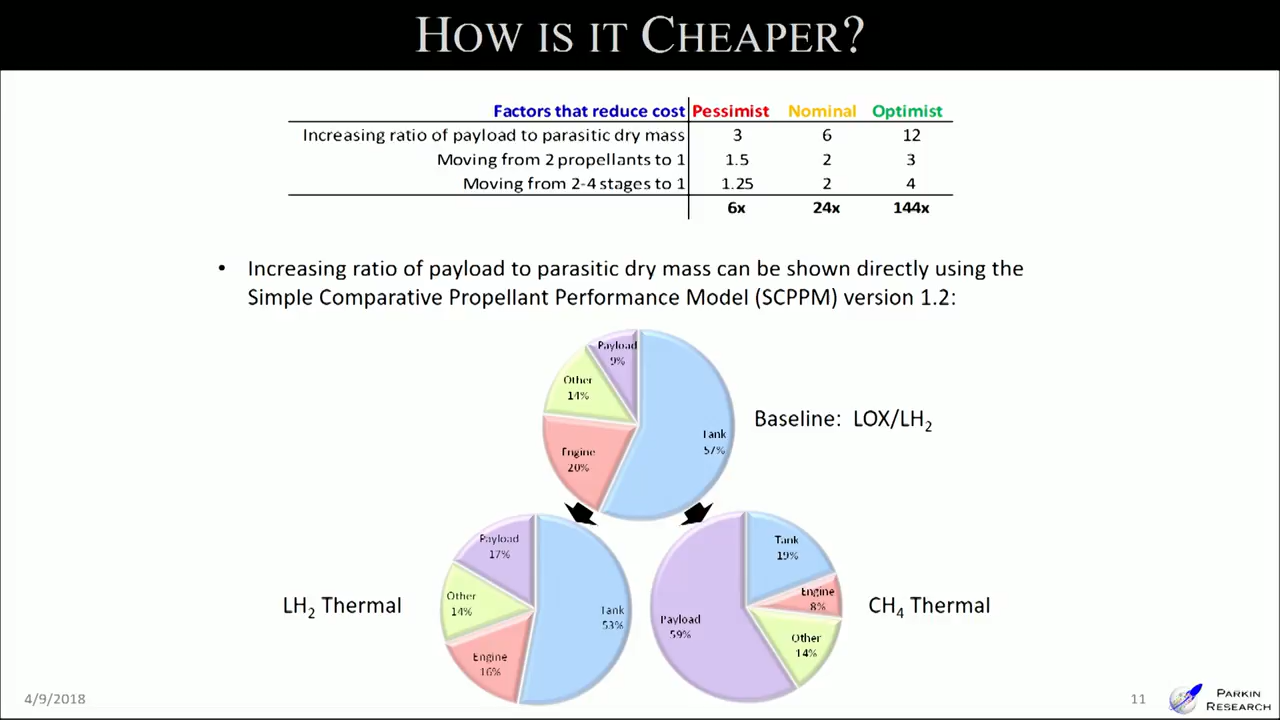 HOW IS IT CHEAPER?
Factors that reduce cost Pessimist Nominal Optimist
Increasing ratio of payload to parasitic dry mass 3 6 12
Moving from 2 propellants to 1 1.5 2 3
Moving from 2-4 stages to 1 1.25 2 4
6x 24x 144x
• Increasing ratio of payload to parasitic dry mass can be shown directly using the
Simple Comparative Propellant Performance Model (SCPPM) version 1.2:
Payload
9%
Other
14%
Engine
20%
Tank
57%
Baseline: LOX/LH2
LH2 Thermal
Payload
17%
Other
14%
Engine
16%
Tank
53%
Tank
19%
Engine
8%
Other
14%
Payload
59%
CH4 Thermal
4/9/2018
11
PARKIN
RESEARCH